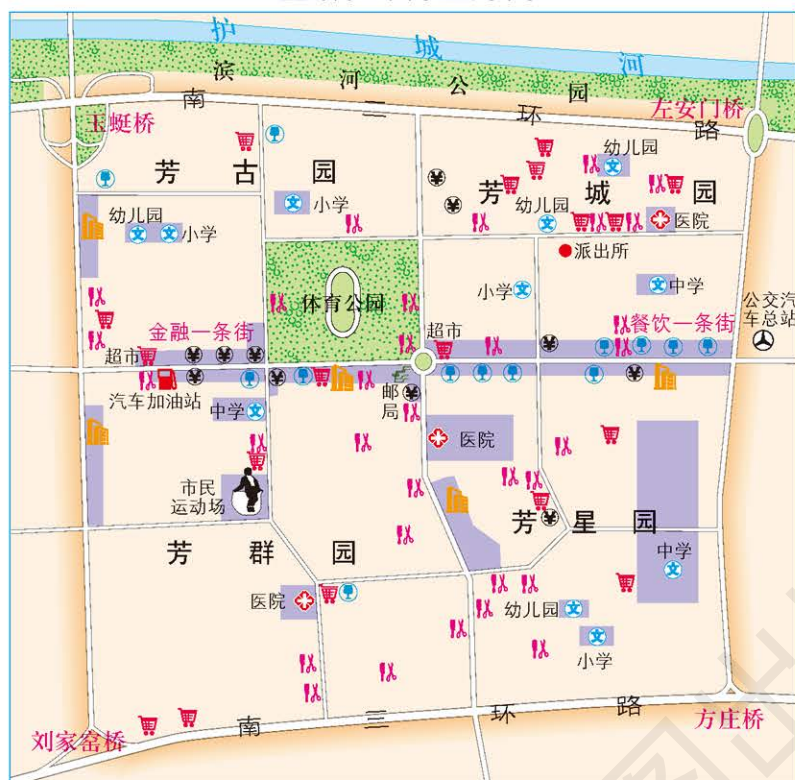 护城河
滨河公园
南三环路
玉蜓桥
左安门桥
幼儿园
芳古园
芳城园
小学
幼儿园
医院
幼儿园
小学
派出所
体育公园
小学
中学
公交汽
车总站
金融一条街
超市
餐饮一条街
超市
汽车加油站
邮
局
中学
医院
市民
运动场
芳星园
芳群园
中学
医院
幼儿园
小学
南三环路
刘家窑桥
方庄桥